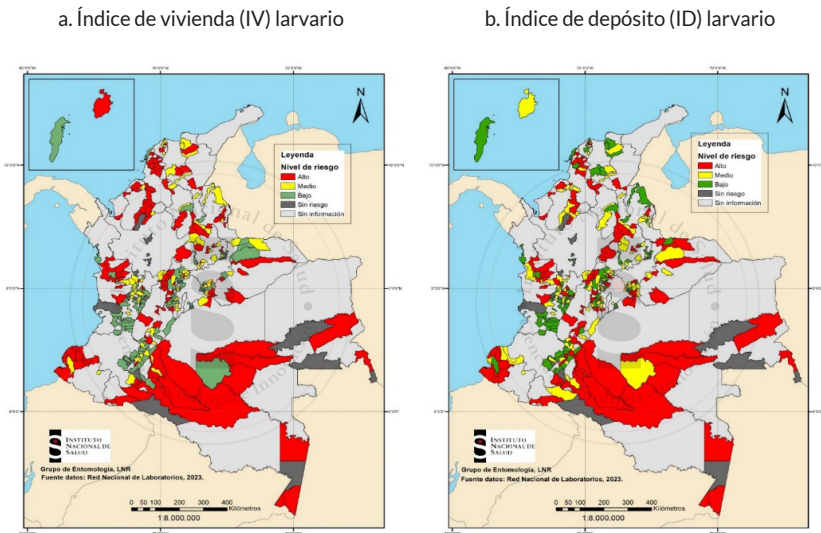 a. Índice de vivienda (IV) larvario
b. Índice de depósito (ID) larvario
N
Leyenda
Nivel de riesgo
Alto
Medio
Bajo
Sin riesgo
Sin información
INSTITUTO
NACIONAL DE
SALUD
Grupo de Entomología, LNR
Fuente datos: Red Nacional de Laboratorios, 2023.
0 50 100 200 300 400
Kilómetros
1:8.000.000
N
Leyenda
Nivel de riesgo
Alto
Medio
Bajo
Sin riesgo
Sin información
INSTITUTO
NACIONAL DE
SALUD
Grupo de Entomología, LNR
Fuente datos: Red Nacional de Laboratorios, 2023.
0 50 100 200 300 400
Kilómetros
1:8.000.000